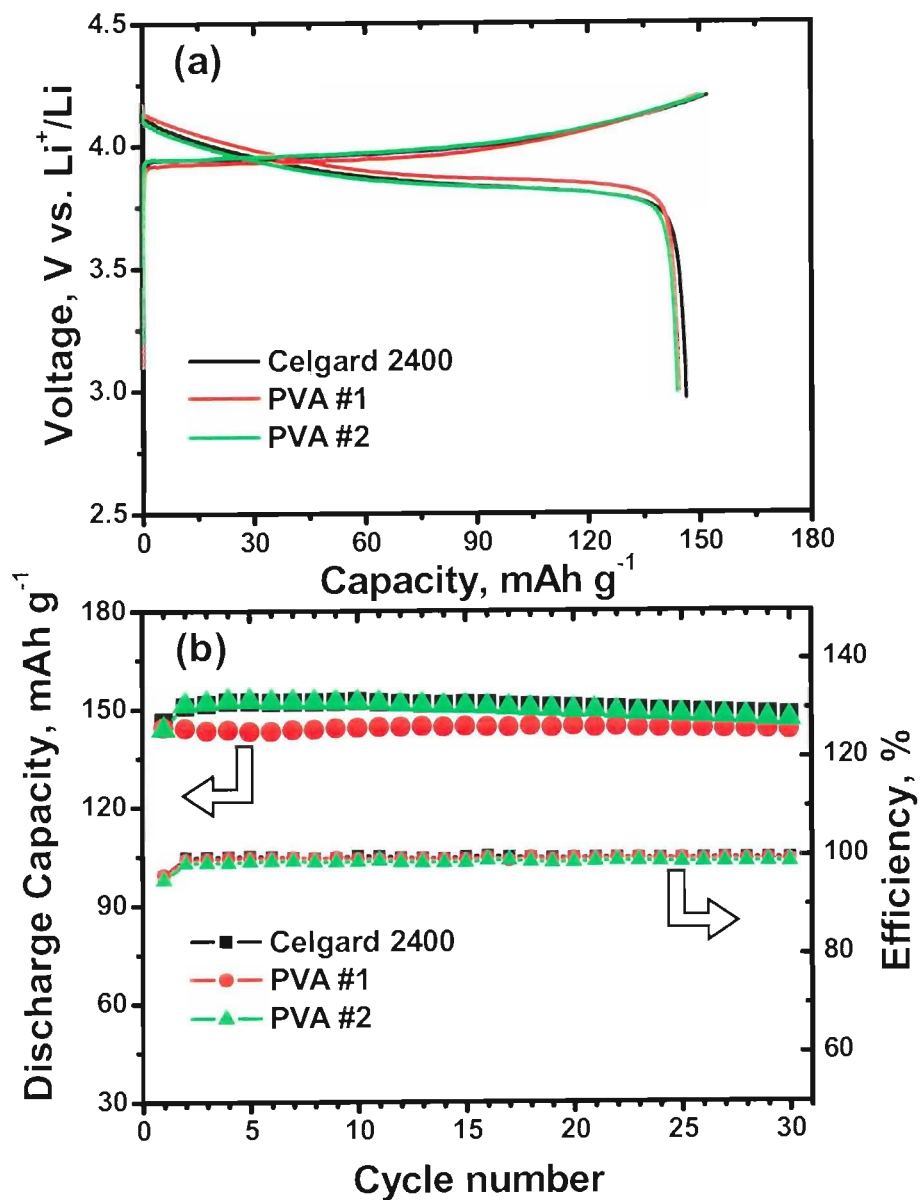 (a)
Voltage, V vs. Li⁺/Li
4.5
4.0
3.5
3.0
2.5
Celgard 2400
PVA #1
PVA #2
0 30 60 90 120 150 180
Capacity, mAh g⁻¹
(b)
Discharge Capacity, mAh g⁻¹
180
150
120
90
60
30
Celgard 2400
PVA #1
PVA #2
140
120
100
80
60
Efficiency, %
0 5 10 15 20 25 30
Cycle number